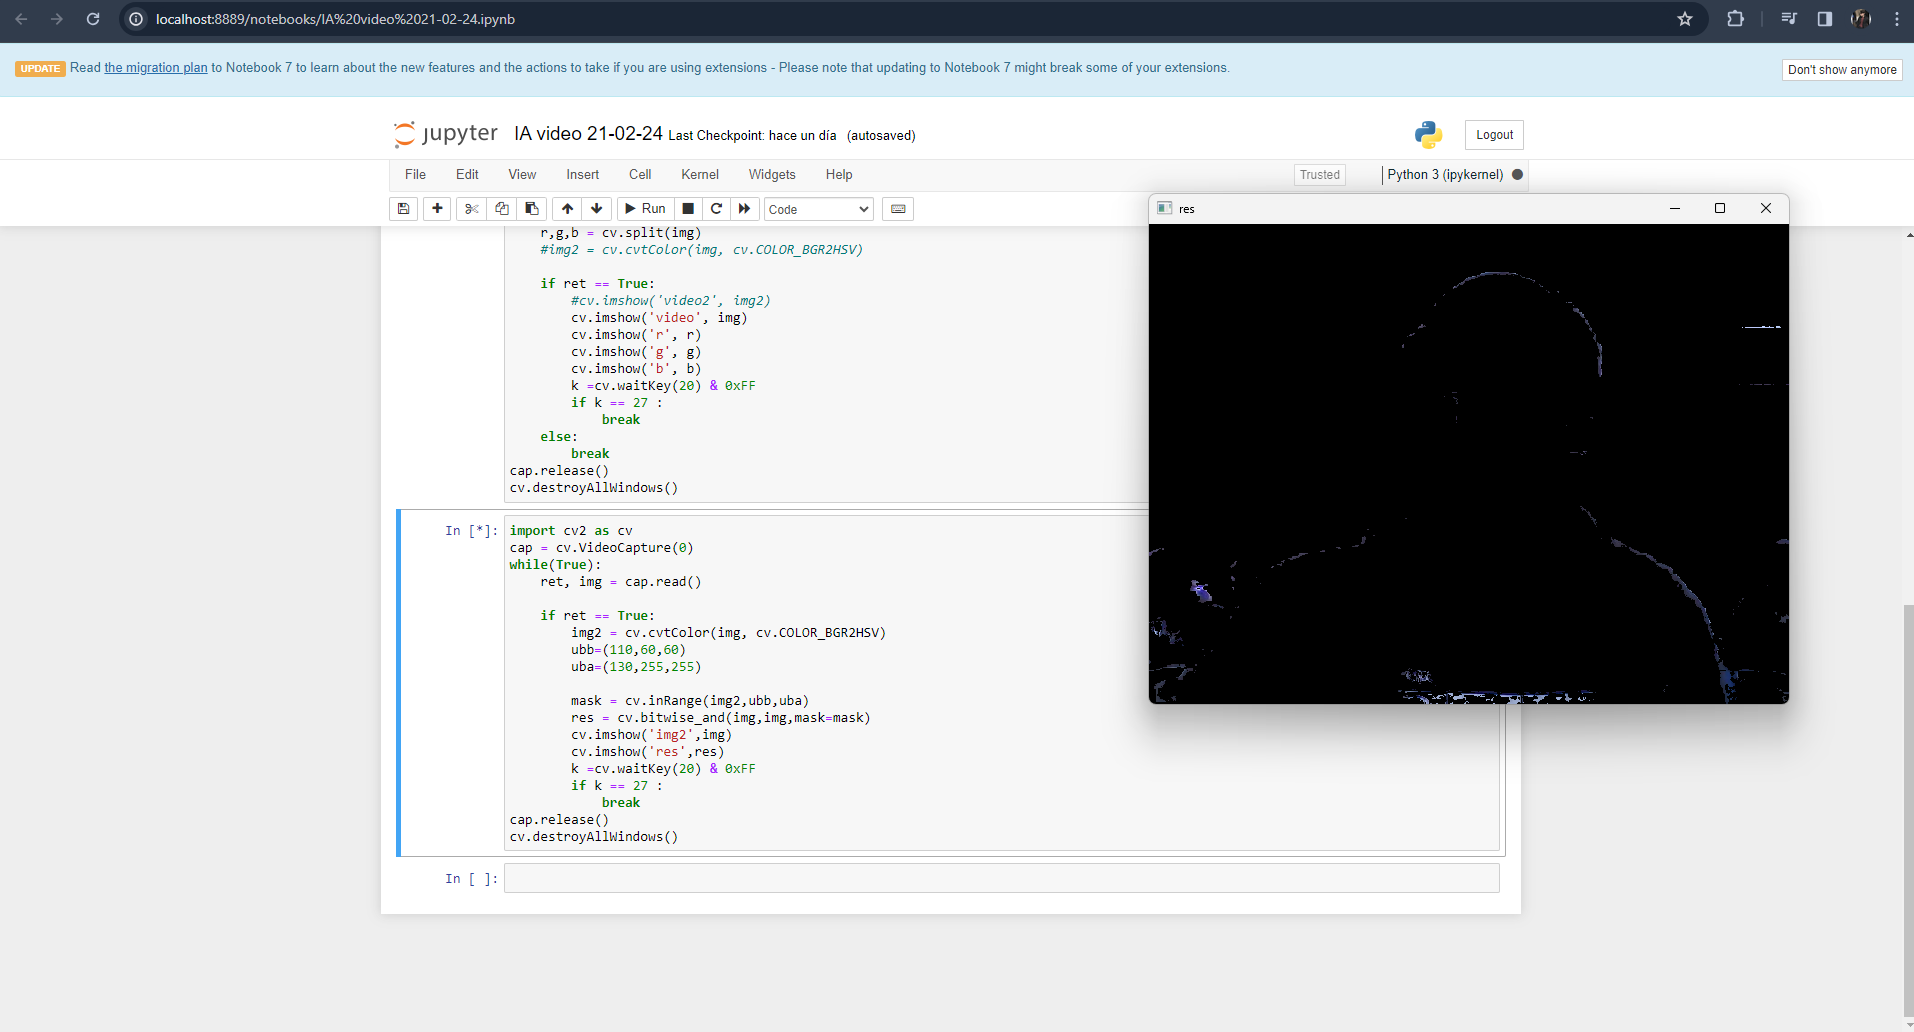 localhost:8889/notebooks/IA%20video%2021-02-24.ipynb
UPDATE Read the migration plan to Notebook 7 to learn about the new features and the actions to take if you are using extensions - Please note that updating to Notebook 7 might break some of your extensions.
Don't show anymore
jupyter IA video 21-02-24 Last Checkpoint: hace un día (autosaved)
Logout
File Edit View Insert Cell Kernel Widgets Help
Trusted
Python 3 (ipykernel)
Run
Code
res
    r,g,b = cv.split(img)
    #img2 = cv.cvtColor(img, cv.COLOR_BGR2HSV)
    if ret == True:
        #cv.imshow('video2', img2)
        cv.imshow('video', img)
        cv.imshow('r', r)
        cv.imshow('g', g)
        cv.imshow('b', b)
        k =cv.waitKey(20) & 0xFF
        if k == 27 :
            break
    else:
        break
cap.release()
cv.destroyAllWindows()
In [*]:
import cv2 as cv
cap = cv.VideoCapture(0)
while(True):
    ret, img = cap.read()
    if ret == True:
        img2 = cv.cvtColor(img, cv.COLOR_BGR2HSV)
        ubb=(110,60,60)
        uba=(130,255,255)
        mask = cv.inRange(img2,ubb,uba)
        res = cv.bitwise_and(img,img,mask=mask)
        cv.imshow('img2',img)
        cv.imshow('res',res)
        k =cv.waitKey(20) & 0xFF
        if k == 27 :
            break
cap.release()
cv.destroyAllWindows()
In [ ]: